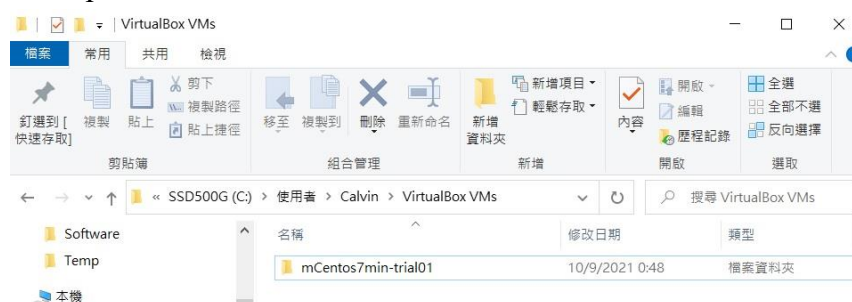 VirtualBox VMs
檔案 常用 共用 檢視
釘選到 [快速存取]
複製
貼上
剪下
複製路徑
貼上捷徑
剪貼簿
移至
複製到
刪除
重新命名
組合管理
新增資料夾
新增項目
輕鬆存取
新增
內容
開啟
編輯
歷程記錄
開啟
全選
全部不選
反向選擇
選取
« SSD500G (C:) > 使用者 > Calvin > VirtualBox VMs
搜尋 VirtualBox VMs
Software
Temp
本機
名稱 修改日期 類型
mCentos7min-trial01 10/9/2021 0:48 檔案資料夾